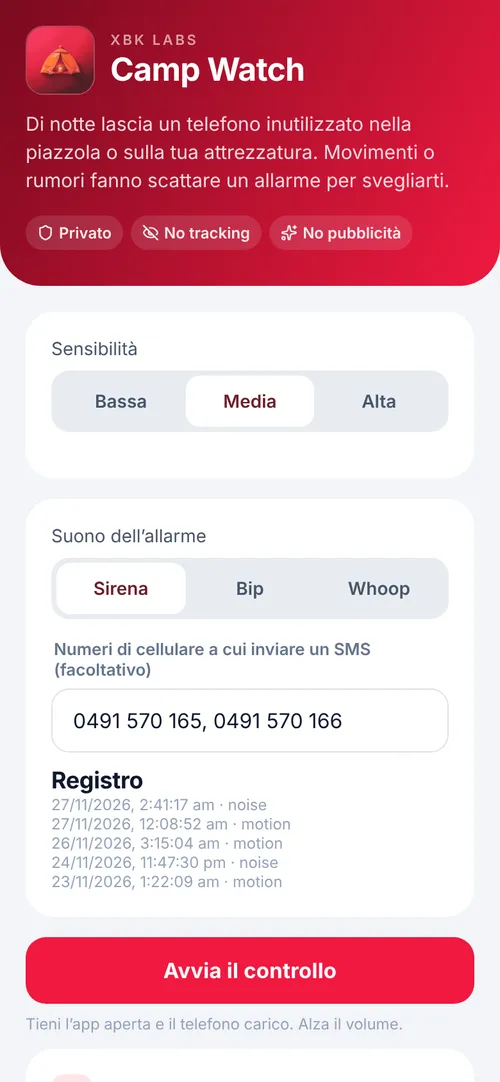 XBK LABS
Camp Watch
Di notte lascia un telefono inutilizzato nella
piazzola o sulla tua attrezzatura. Movimenti o
rumori fanno scattare un allarme per svegliarti.
Privato
No tracking
No pubblicità
Sensibilità
Bassa
Media
Alta
Suono dell’allarme
Sirena
Bip
Whoop
Numeri di cellulare a cui inviare un SMS
(facoltativo)
0491 570 165, 0491 570 166
Registro
27/11/2026, 2:41:17 am · noise
27/11/2026, 12:08:52 am · motion
26/11/2026, 3:15:04 am · motion
24/11/2026, 11:47:30 pm · noise
23/11/2026, 1:22:09 am · motion
Avvia il controllo
Tieni l’app aperta e il telefono carico. Alza il volume.